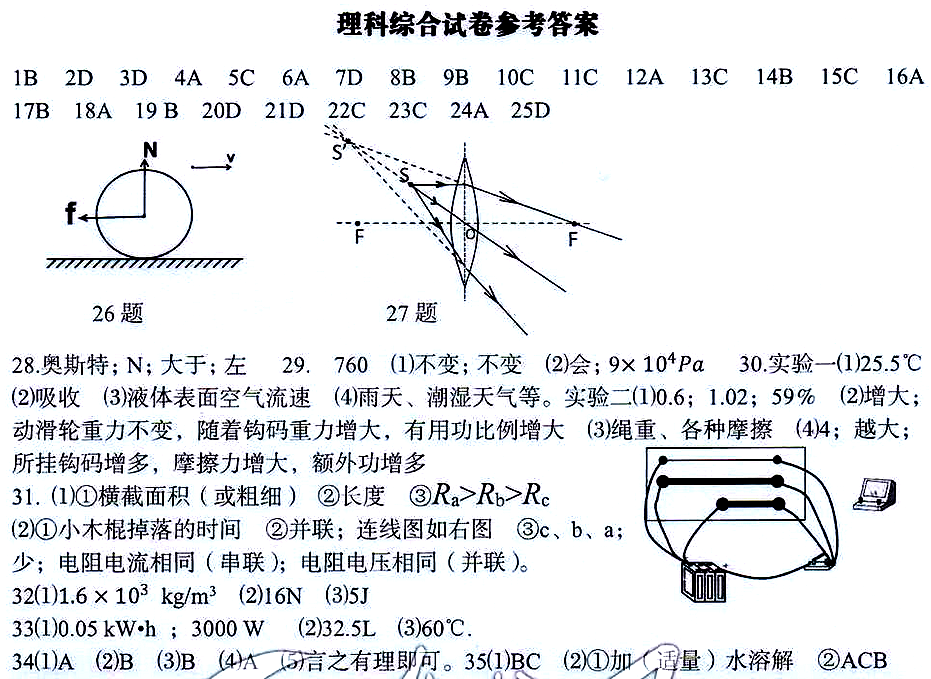 理科综合试卷参考答案
1B 2D 3D 4A 5C 6A 7D 8B 9B 10C 11C 12A 13C 14B 15C 16A
17B 18A 19 B 20D 21D 22C 23C 24A 25D
N v
f
S′ S
F O F
26 题 27 题
28.奥斯特；N；大于；左 29. 760 ⑴不变；不变 ⑵会；9× 10⁴Pa 30.实验一⑴25.5℃
⑵吸收 ⑶液体表面空气流速 ⑷雨天、潮湿天气等。实验二⑴0.6；1.02；59% ⑵增大；
动滑轮重力不变，随着钩码重力增大，有用功比例增大 ⑶绳重、各种摩擦 ⑷4；越大；
所挂钩码增多，摩擦力增大，额外功增多
31. ⑴①横截面积（或粗细） ②长度 ③Ra>Rb>Rc
⑵①小木棍掉落的时间 ②并联；连线图如右图 ③c、b、a；
少；电阻电流相同（串联）；电阻电压相同（并联）。
32⑴1.6 × 10³ kg/m³ ⑵16N ⑶5J
33⑴0.05 kW•h ；3000 W ⑵32.5L ⑶60℃.
34⑴A ⑵B ⑶B ⑷A ⑸言之有理即可。35⑴BC ⑵①加（适量）水溶解 ②ACB